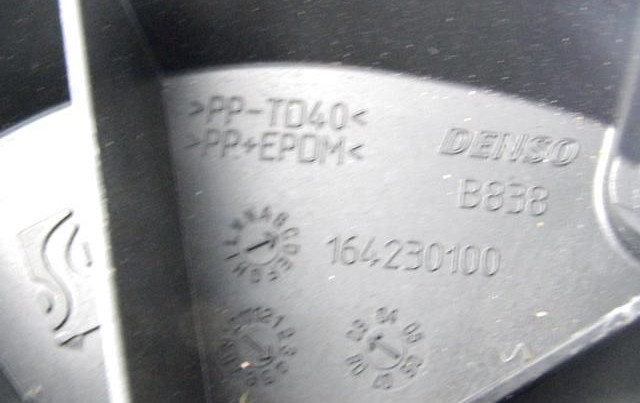 >PP-TD40<
>PP+EPDM<
DENSO
B838
164230100